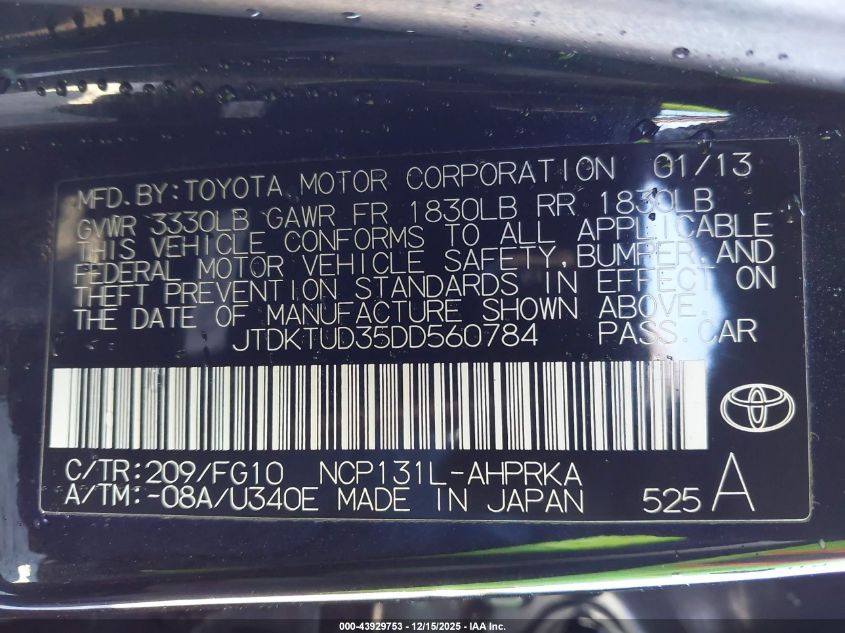 MFD. BY: TOYOTA MOTOR CORPORATION 01/13
GVWR 3330LB GAWR FR 1830LB RR 1830LB
THIS VEHICLE CONFORMS TO ALL APPLICABLE
FEDERAL MOTOR VEHICLE SAFETY, BUMPER, AND
THEFT PREVENTION STANDARDS IN EFFECT ON
THE DATE OF MANUFACTURE SHOWN ABOVE.
JTDKTUD35DD560784 PASS. CAR
C/TR: 209/FG10 NCP131L-AHPRKA
A/TM: -08A/U340E MADE IN JAPAN 525 A
000-43929753 - 12/15/2025 - IAA, Inc.